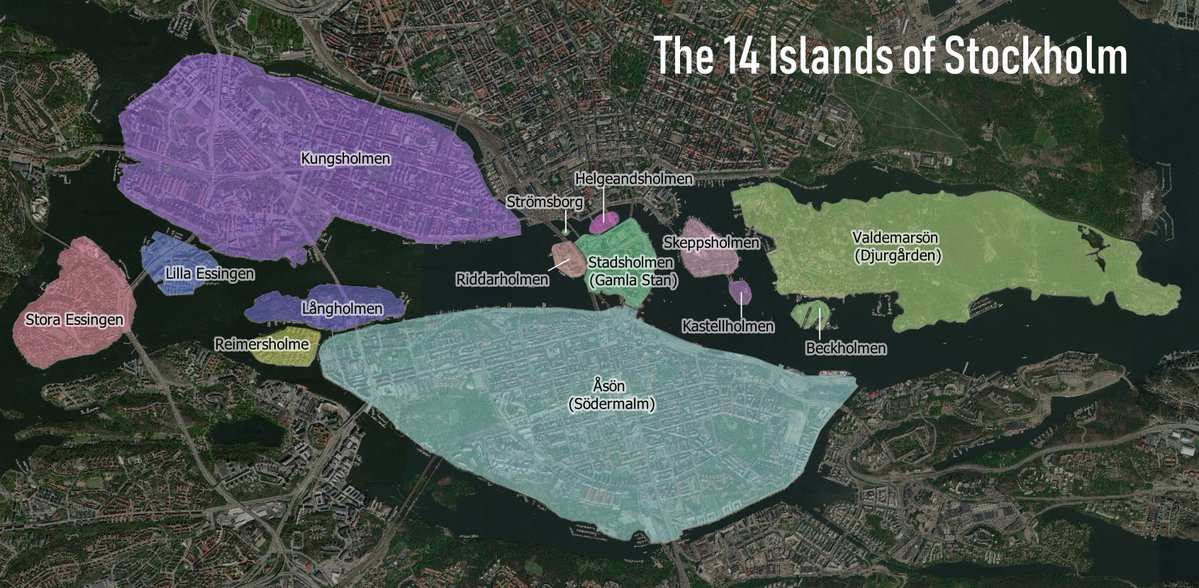 The 14 Islands of Stockholm
Kungsholmen
Helgeandsholmen
Strömsborg
Skeppsholmen
Valdemarsön
(Djurgården)
Stadsholmen
(Gamla Stan)
Riddarholmen
Lilla Essingen
Långholmen
Stora Essingen
Kastellholmen
Reimersholme
Beckholmen
Åsön
(Södermalm)